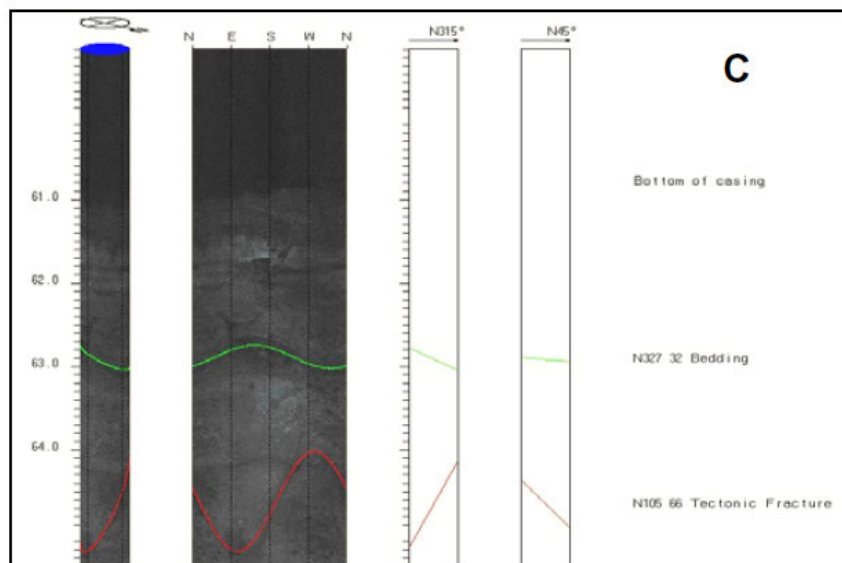 N E S W N N315° N45°
C
Bottom of casing
61.0
62.0
63.0
N327 32 Bedding
64.0
N105 66 Tectonic Fracture